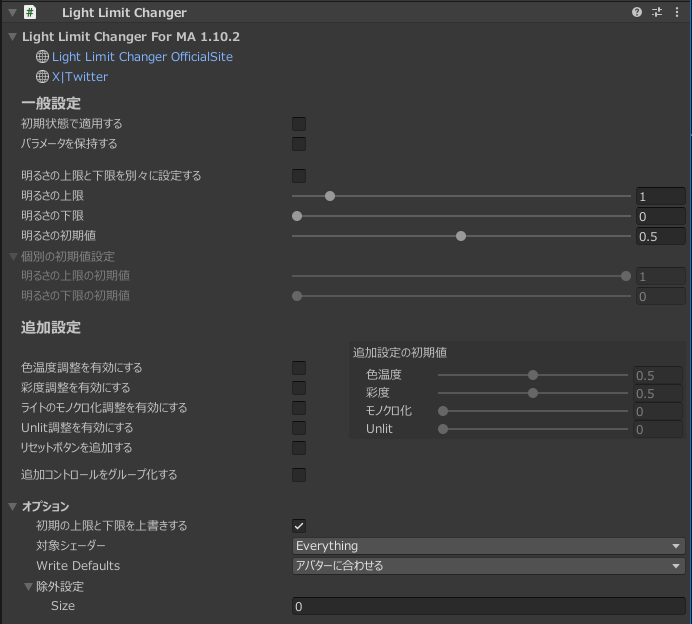 Light Limit Changer
Light Limit Changer For MA 1.10.2
Light Limit Changer OfficialSite
X|Twitter
一般設定
初期状態で適用する
パラメータを保持する
明るさの上限と下限を別々に設定する
明るさの上限 1
明るさの下限 0
明るさの初期値 0.5
個別の初期値設定
明るさの上限の初期値 1
明るさの下限の初期値 0
追加設定
色温度調整を有効にする
彩度調整を有効にする
ライトのモノクロ化調整を有効にする
Unlit調整を有効にする
リセットボタンを追加する
追加コントロールをグループ化する
追加設定の初期値
色温度 0.5
彩度 0.5
モノクロ化 0
Unlit 0
オプション
初期の上限と下限を上書きする
対象シェーダー Everything
Write Defaults アバターに合わせる
除外設定
Size 0